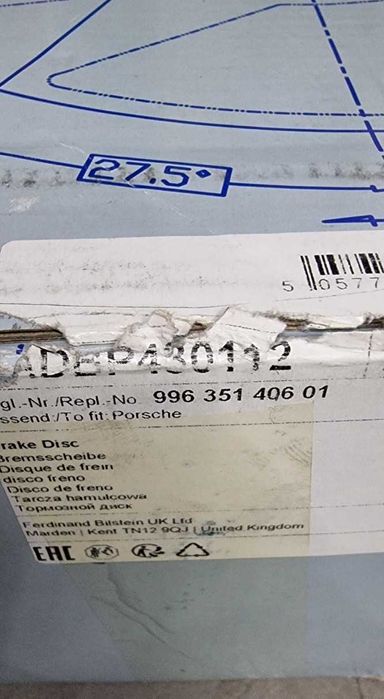 27.5°
5 0577
430112
gl.-Nr./Repl.-No. 996 351 406 01
ssend/To fit: Porsche
rake Disc
Bremsscheibe
Disque de frein
disco freno
Disco de freno
Tarcza hamulcowa
Тормозной диск
Ferdinand Bilstein UK Ltd
Marden | Kent TN12 9QJ | United Kingdom
EAC